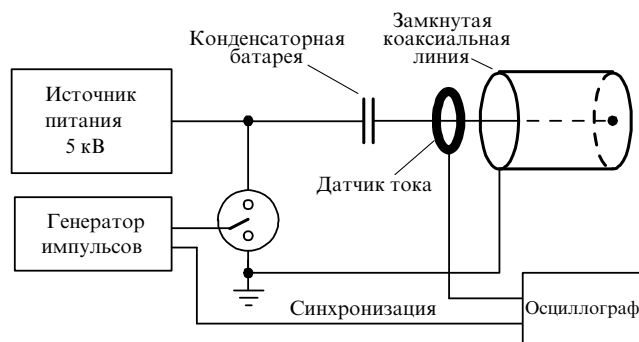 Конденсаторная
батарея
Замкнутая
коаксиальная
линия
Источник
питания
5 кВ
Датчик тока
Генератор
импульсов
Синхронизация
Осциллограф